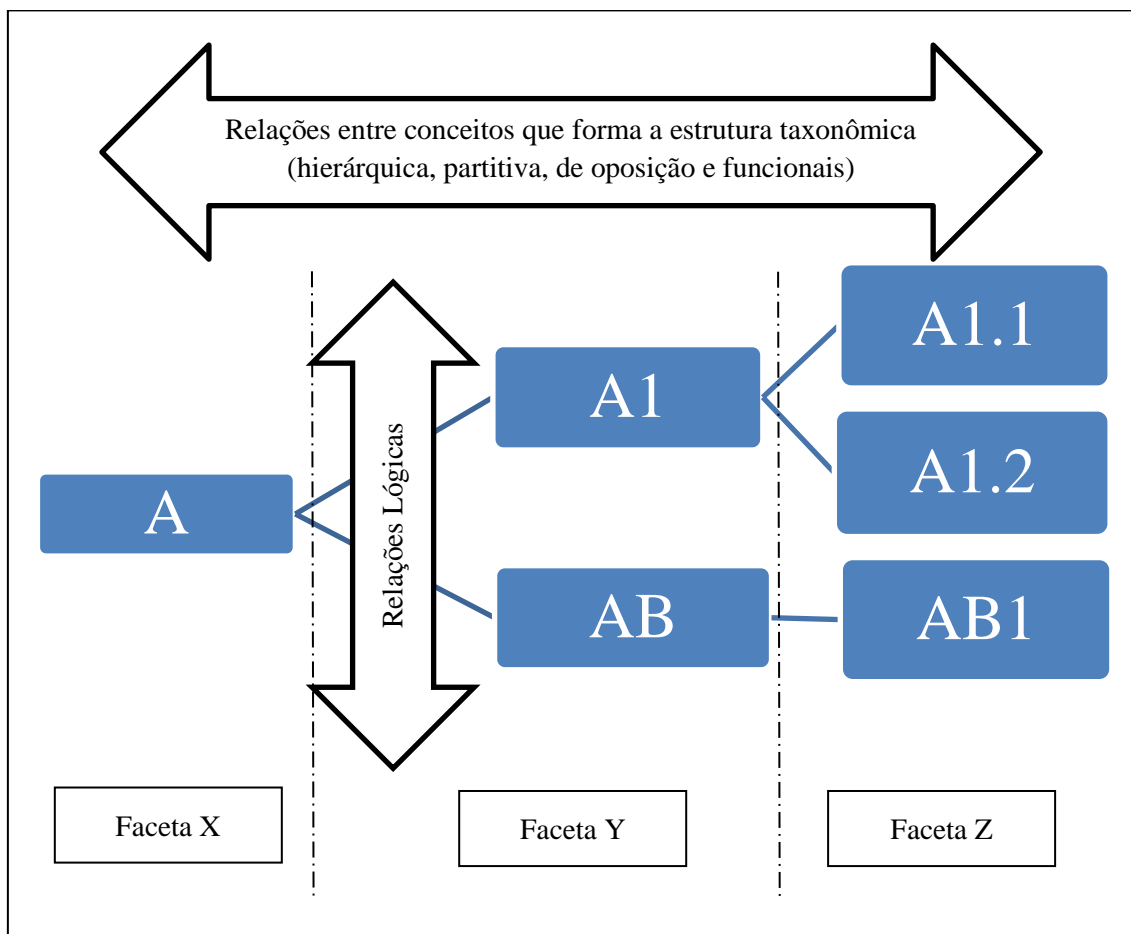 Relações entre conceitos que forma a estrutura taxonômica
(hierárquica, partitiva, de oposição e funcionais)
A1.1
A1
A1.2
A
Relações Lógicas
AB
AB1
Faceta X
Faceta Y
Faceta Z